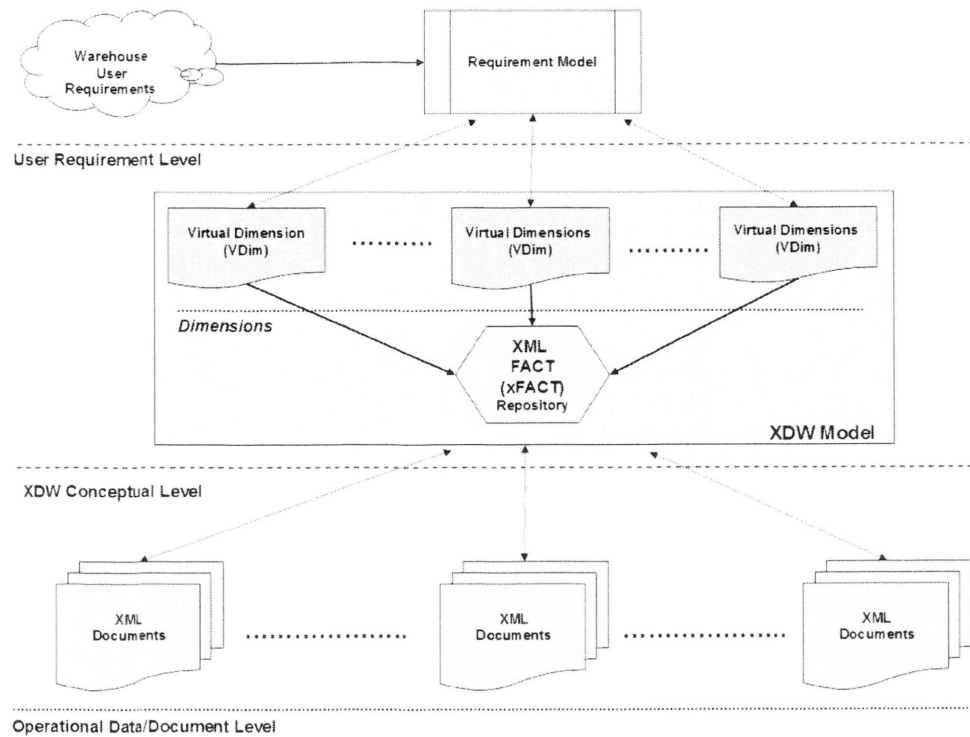 Warehouse
User
Requirements
Requirement Model
User Requirement Level
Virtual Dimension
(VDim)
Virtual Dimensions
(VDim)
Virtual Dimensions
(VDim)
Dimensions
XML
FACT
(xFACT)
Repository
XDW Model
XDW Conceptual Level
XML
Documents
XML
Documents
XML
Documents
Operational Data/Document Level